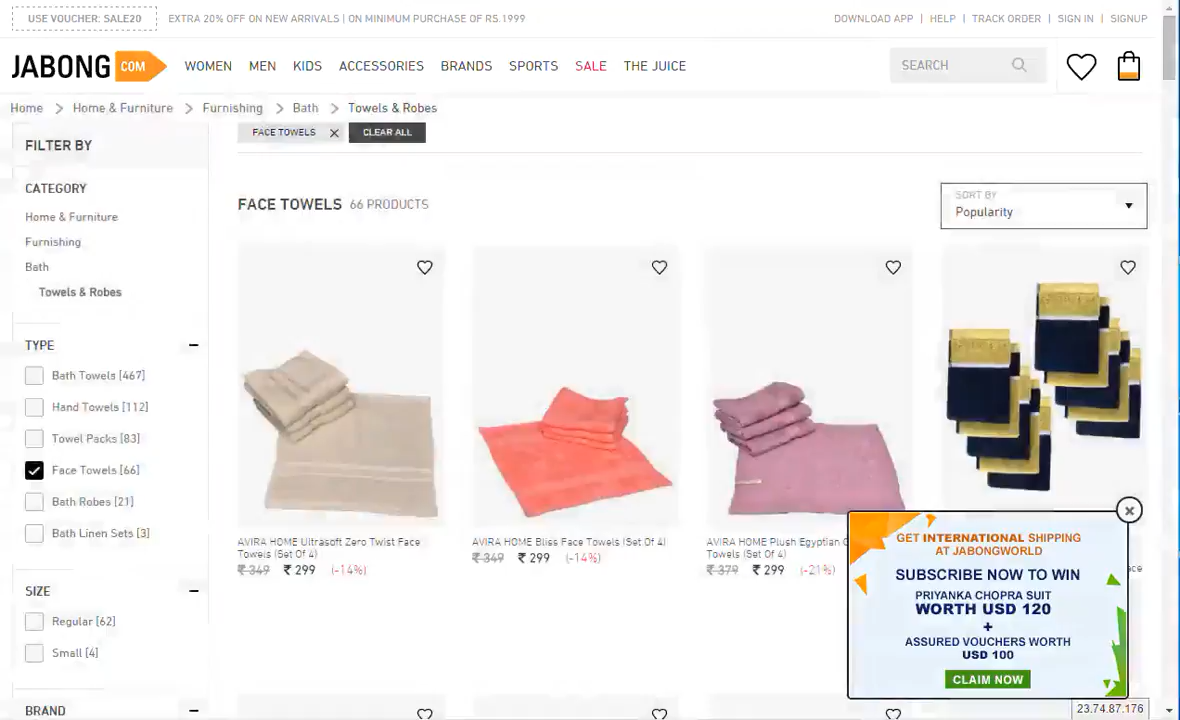 USE VOUCHER: SALE20
EXTRA 20% OFF ON NEW ARRIVALS | ON MINIMUM PURCHASE OF RS.1999
DOWNLOAD APP | HELP | TRACK ORDER | SIGN IN | SIGNUP
JABONG COM
WOMEN MEN KIDS ACCESSORIES BRANDS SPORTS SALE THE JUICE
SEARCH
Home > Home & Furniture > Furnishing > Bath > Towels & Robes
FACE TOWELS X CLEAR ALL
FILTER BY
CATEGORY
Home & Furniture
Furnishing
Bath
Towels & Robes
TYPE
Bath Towels [467]
Hand Towels [112]
Towel Packs [83]
Face Towels [66]
Bath Robes [21]
Bath Linen Sets [3]
SIZE
Regular [62]
Small [4]
BRAND
FACE TOWELS 66 PRODUCTS
SORT BY
Popularity
AVIRA HOME Ultrasoft Zero Twist Face
Towels (Set Of 4)
₹ 349 ₹ 299 (-14%)
AVIRA HOME Bliss Face Towels (Set Of 4)
₹ 349 ₹ 299 (-14%)
AVIRA HOME Plush Egyptian
Towels (Set Of 4)
₹ 379 ₹ 299 (-21%)
GET INTERNATIONAL SHIPPING
AT JABONGWORLD
SUBSCRIBE NOW TO WIN
PRIYANKA CHOPRA SUIT
WORTH USD 120
+
ASSURED VOUCHERS WORTH
USD 100
CLAIM NOW
23.74.87.176